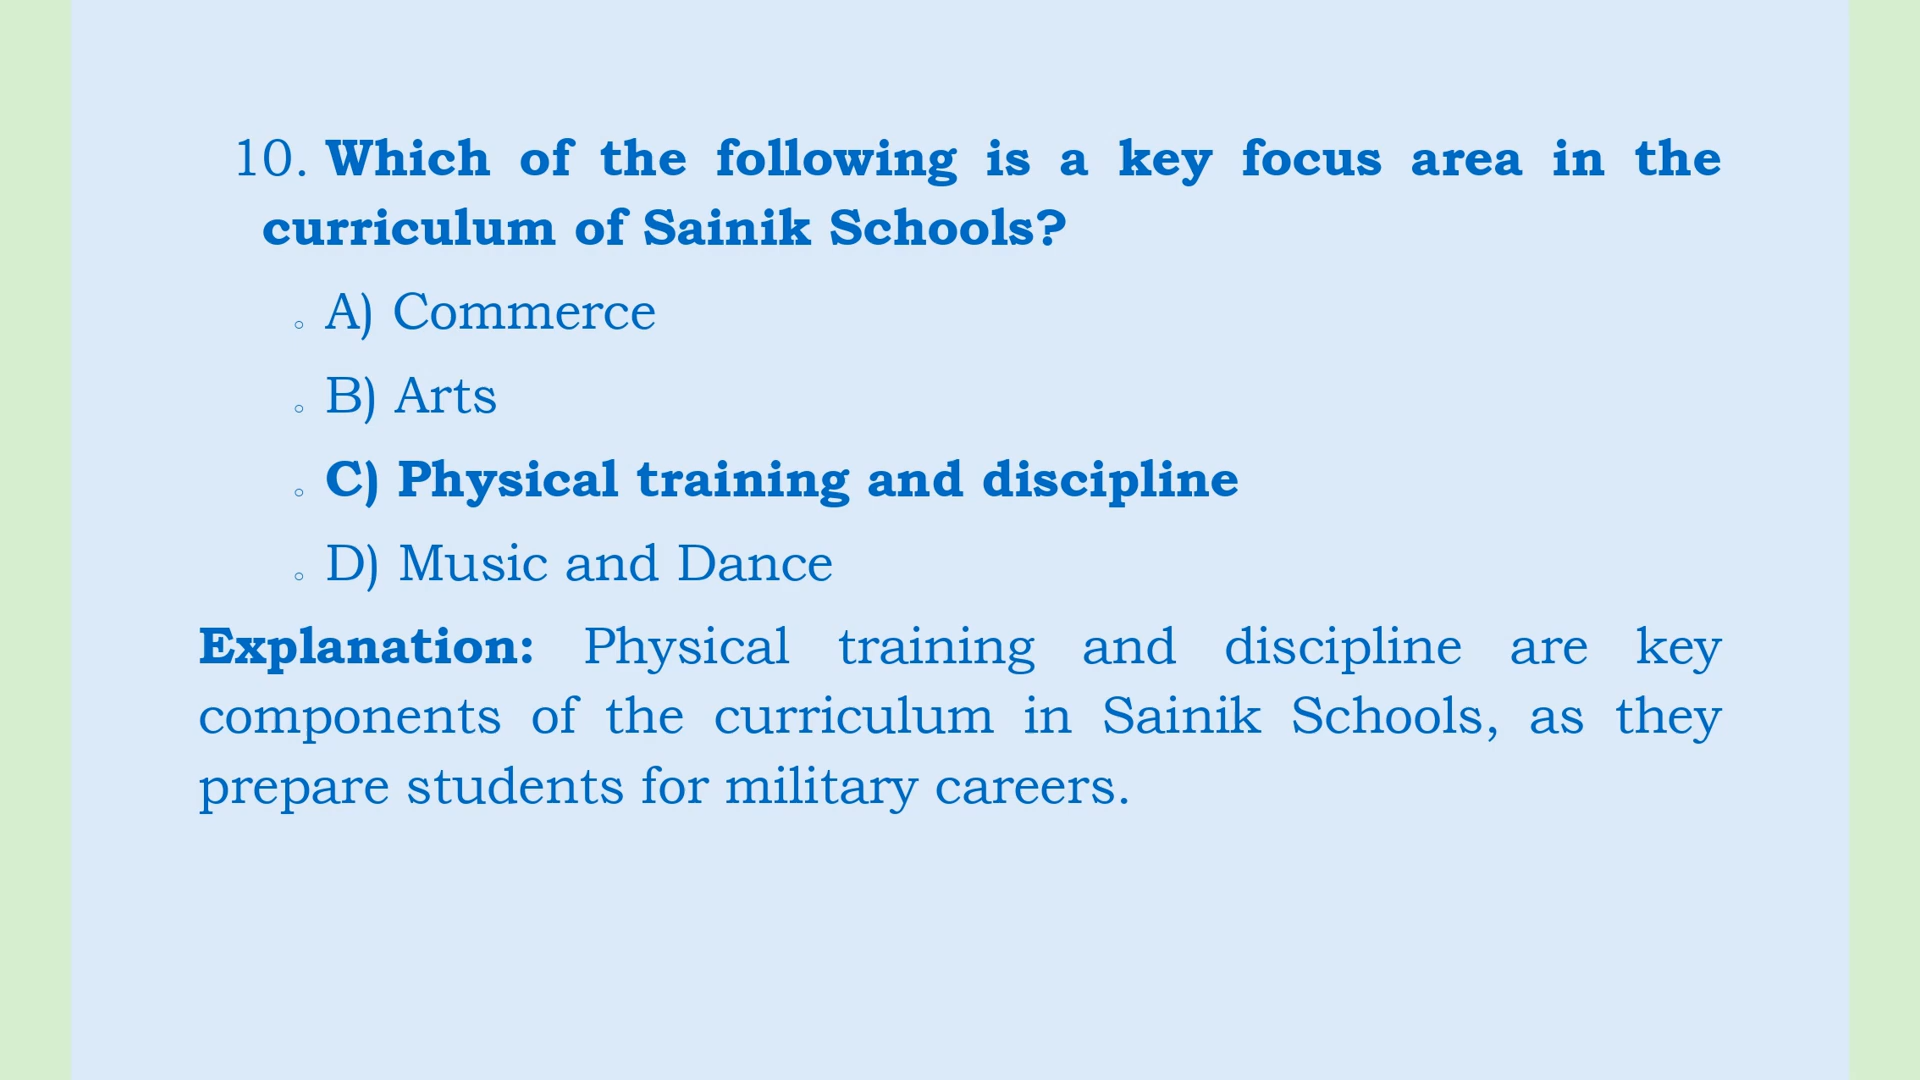 10. Which of the following is a key focus area in the
curriculum of Sainik Schools?
○ A) Commerce
○ B) Arts
○ C) Physical training and discipline
○ D) Music and Dance
Explanation: Physical training and discipline are key
components of the curriculum in Sainik Schools, as they
prepare students for military careers.